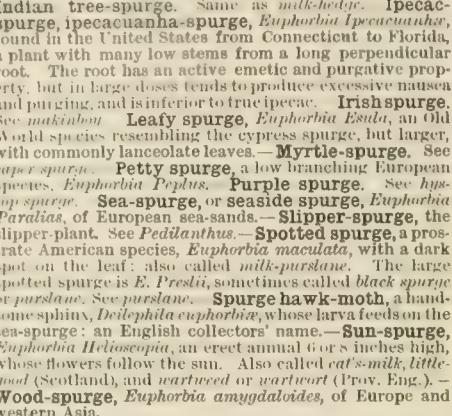 Indian tree-spurge. Same as milk-hedge. Ipecac-
spurge, ipecacuanha-spurge, Euphorbia Ipecacuanhæ,
found in the United States from Connecticut to Florida,
a plant with many low stems from a long perpendicular
root. The root has an active emetic and purgative prop-
erty, but in large doses tends to produce excessive nausea
and purging, and is inferior to true ipecac. Irish spurge.
See makinboy Leafy spurge, Euphorbia Esula, an Old
World species resembling the cypress spurge, but larger,
with commonly lanceolate leaves.—Myrtle-spurge. See
caper spurge. Petty spurge, a low branching European
species, Euphorbia Peplus. Purple spurge. See hys-
sop spurge. Sea-spurge, or seaside spurge, Euphorbia
Paralias, of European sea-sands.—Slipper-spurge, the
slipper-plant. See Pedilanthus.—Spotted spurge, a pros-
trate American species, Euphorbia maculata, with a dark
spot on the leaf: also called milk-purslane. The large
spotted spurge is E. Preslii, sometimes called black spurge
or purslane. See purslane. Spurge hawk-moth, a hand-
some sphinx, Deilephila euphorbiæ, whose larva feeds on the
sea-spurge: an English collectors' name.—Sun-spurge,
Euphorbia Helioscopia, an erect annual 6 or 8 inches high,
whose flowers follow the sun. Also called cat's-milk, little-
good (Scotland), and wartweed or wartwort (Prov. Eng.).—
Wood-spurge, Euphorbia amygdaloides, of Europe and
western Asia.